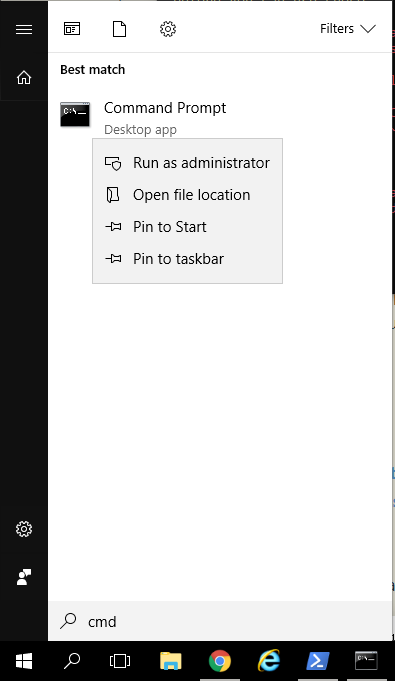 Filters
Best match
Command Prompt
Desktop app
Run as administrator
Open file location
Pin to Start
Pin to taskbar
cmd